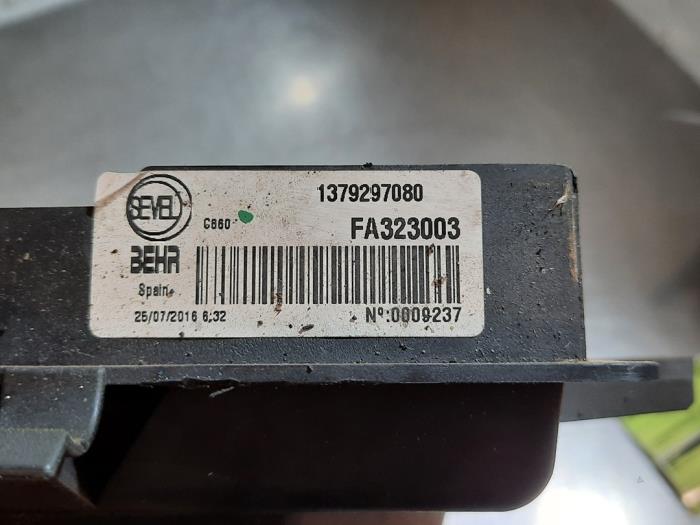 SEVEL
1379297080
C860
FA323003
BEHR
Spain
25/07/2016 6:32
Nº:0009237